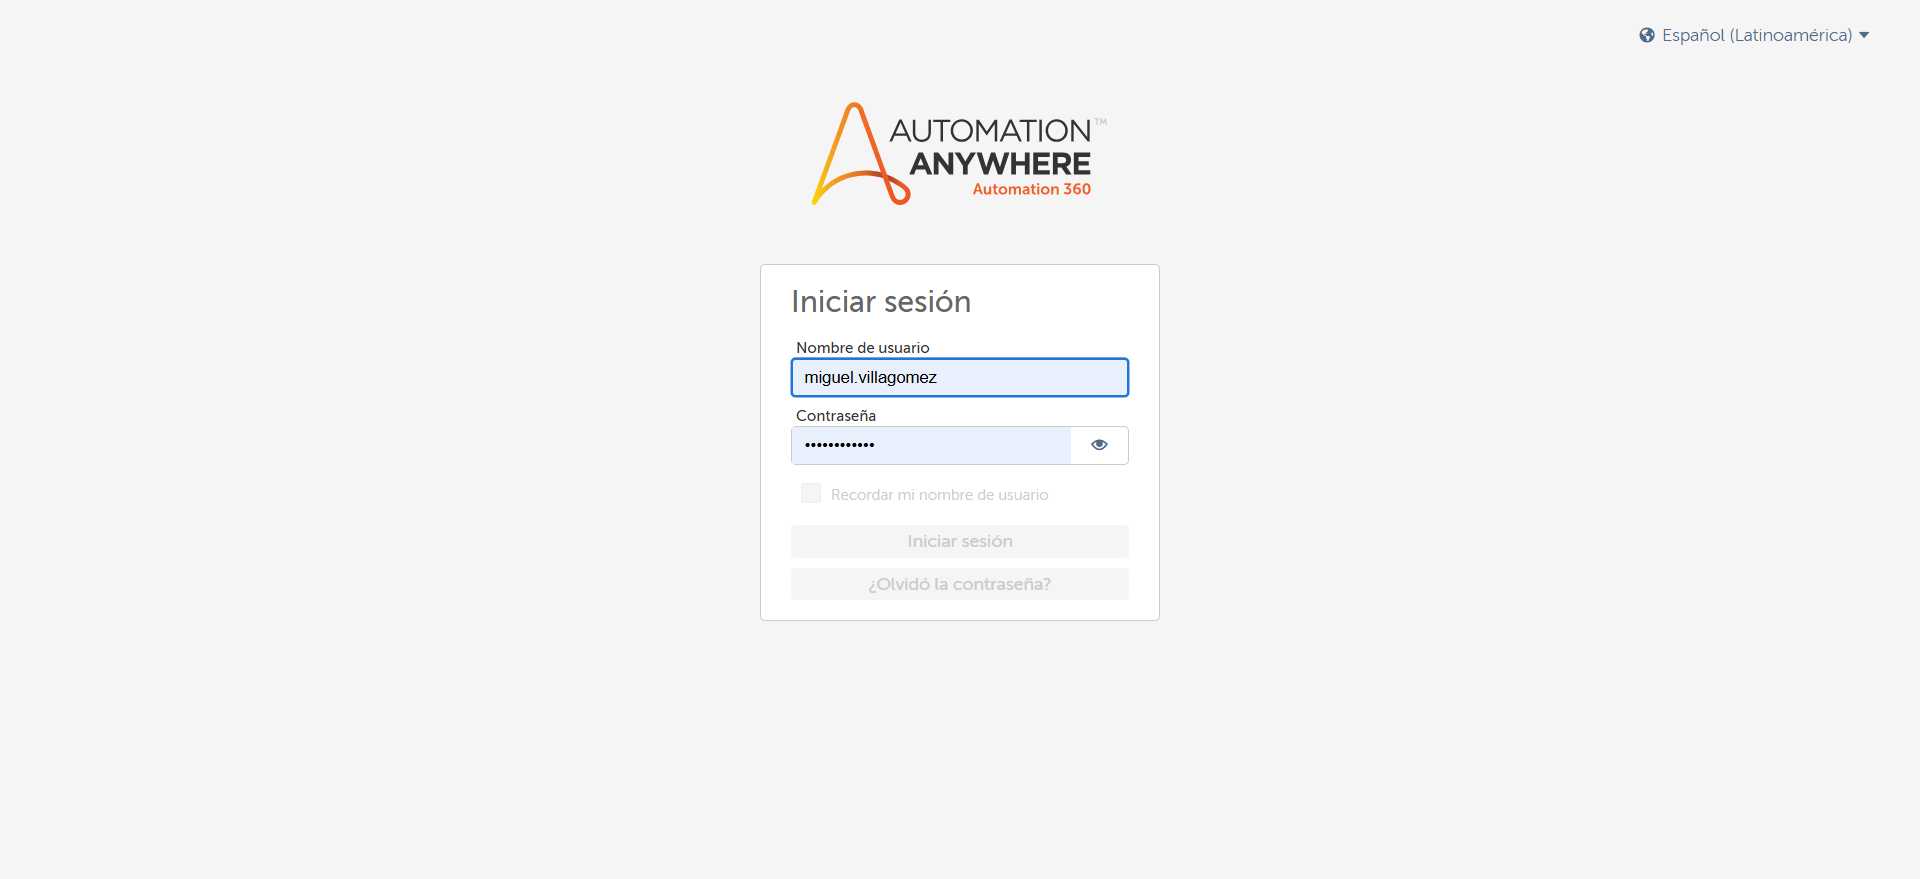 Español (Latinoamérica)
AUTOMATION™
ANYWHERE
Automation 360
Iniciar sesión
Nombre de usuario
miguel.villagomez
Contraseña
••••••••••••
Recordar mi nombre de usuario
Iniciar sesión
¿Olvidó la contraseña?